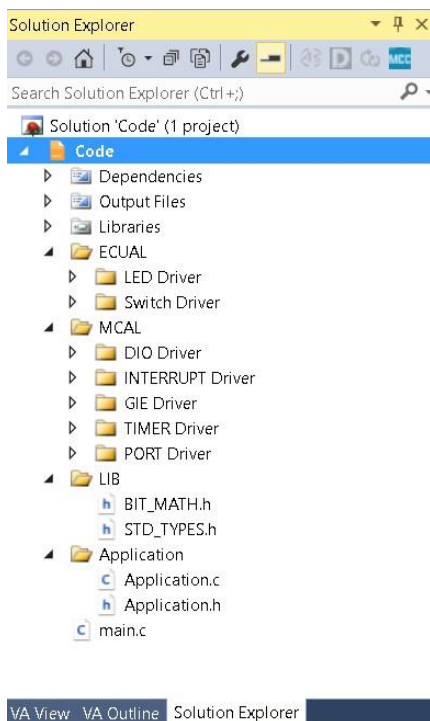 Solution Explorer
MCC
Search Solution Explorer (Ctrl+;)
Solution 'Code' (1 project)
Code
Dependencies
Output Files
Libraries
ECUAL
LED Driver
Switch Driver
MCAL
DIO Driver
INTERRUPT Driver
GIE Driver
TIMER Driver
PORT Driver
LIB
h BIT_MATH.h
h STD_TYPES.h
Application
C Application.c
h Application.h
C main.c
VA View VA Outline Solution Explorer